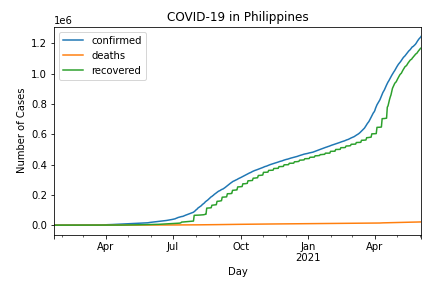 COVID-19 in Philippines
1e6
confirmed
deaths
recovered
Number of Cases
1.2
1.0
0.8
0.6
0.4
0.2
0.0
Apr Jul Oct Jan Apr
2021
Day